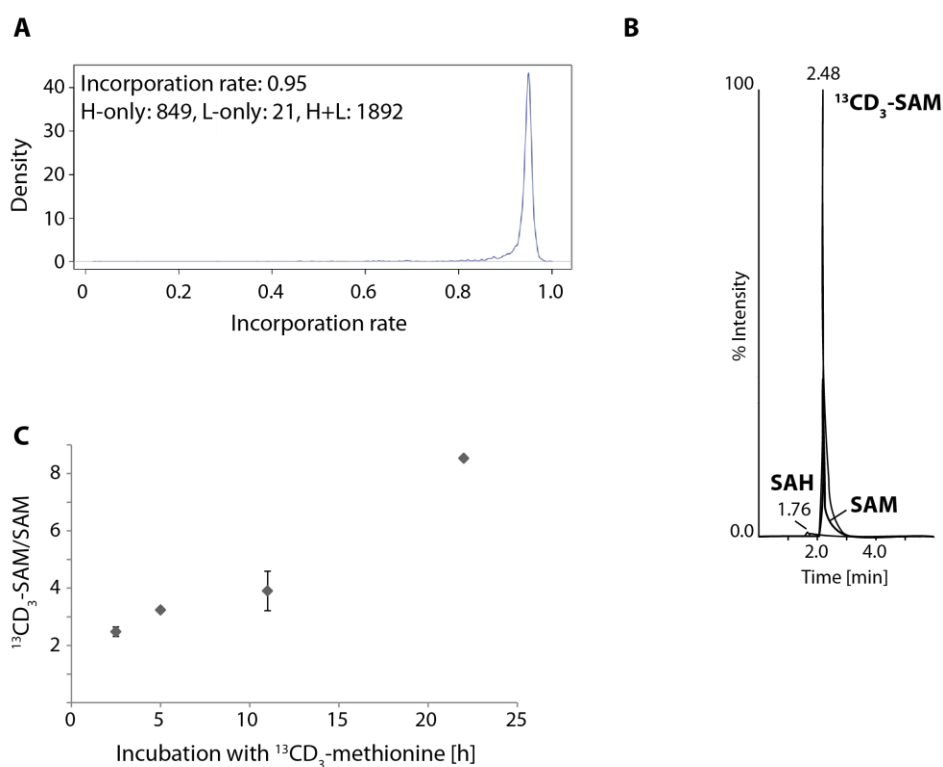 A
Incorporation rate: 0.95
H-only: 849, L-only: 21, H+L: 1892
Density
40
30
20
10
0
0 0.2 0.4 0.6 0.8 1.0
Incorporation rate
B
2.48
100
¹³CD₃-SAM
% Intensity
SAH
1.76
SAM
0.0
2.0 4.0
Time [min]
C
¹³CD₃-SAM/SAM
8
6
4
2
0 5 10 15 20 25
Incubation with ¹³CD₃-methionine [h]